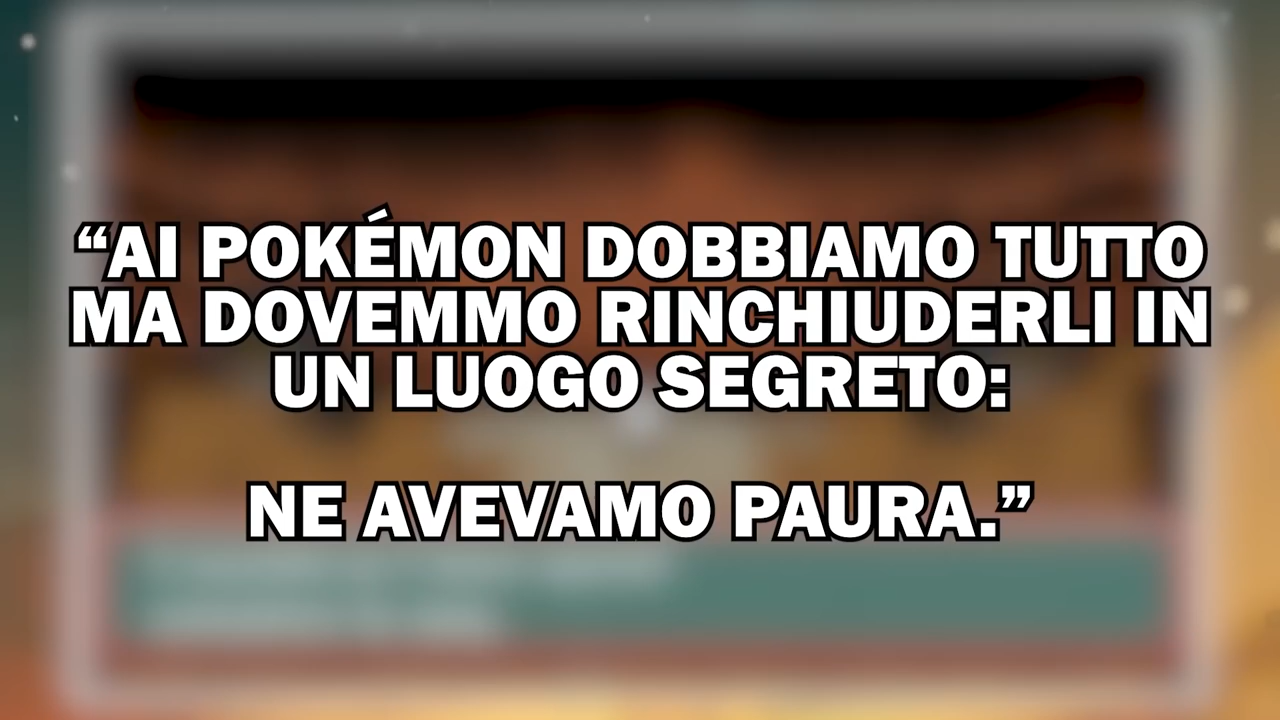 “AI POKÉMON DOBBIAMO TUTTO
MA DOVEMMO RINCHIUDERLI IN
UN LUOGO SEGRETO:
NE AVEVAMO PAURA.”